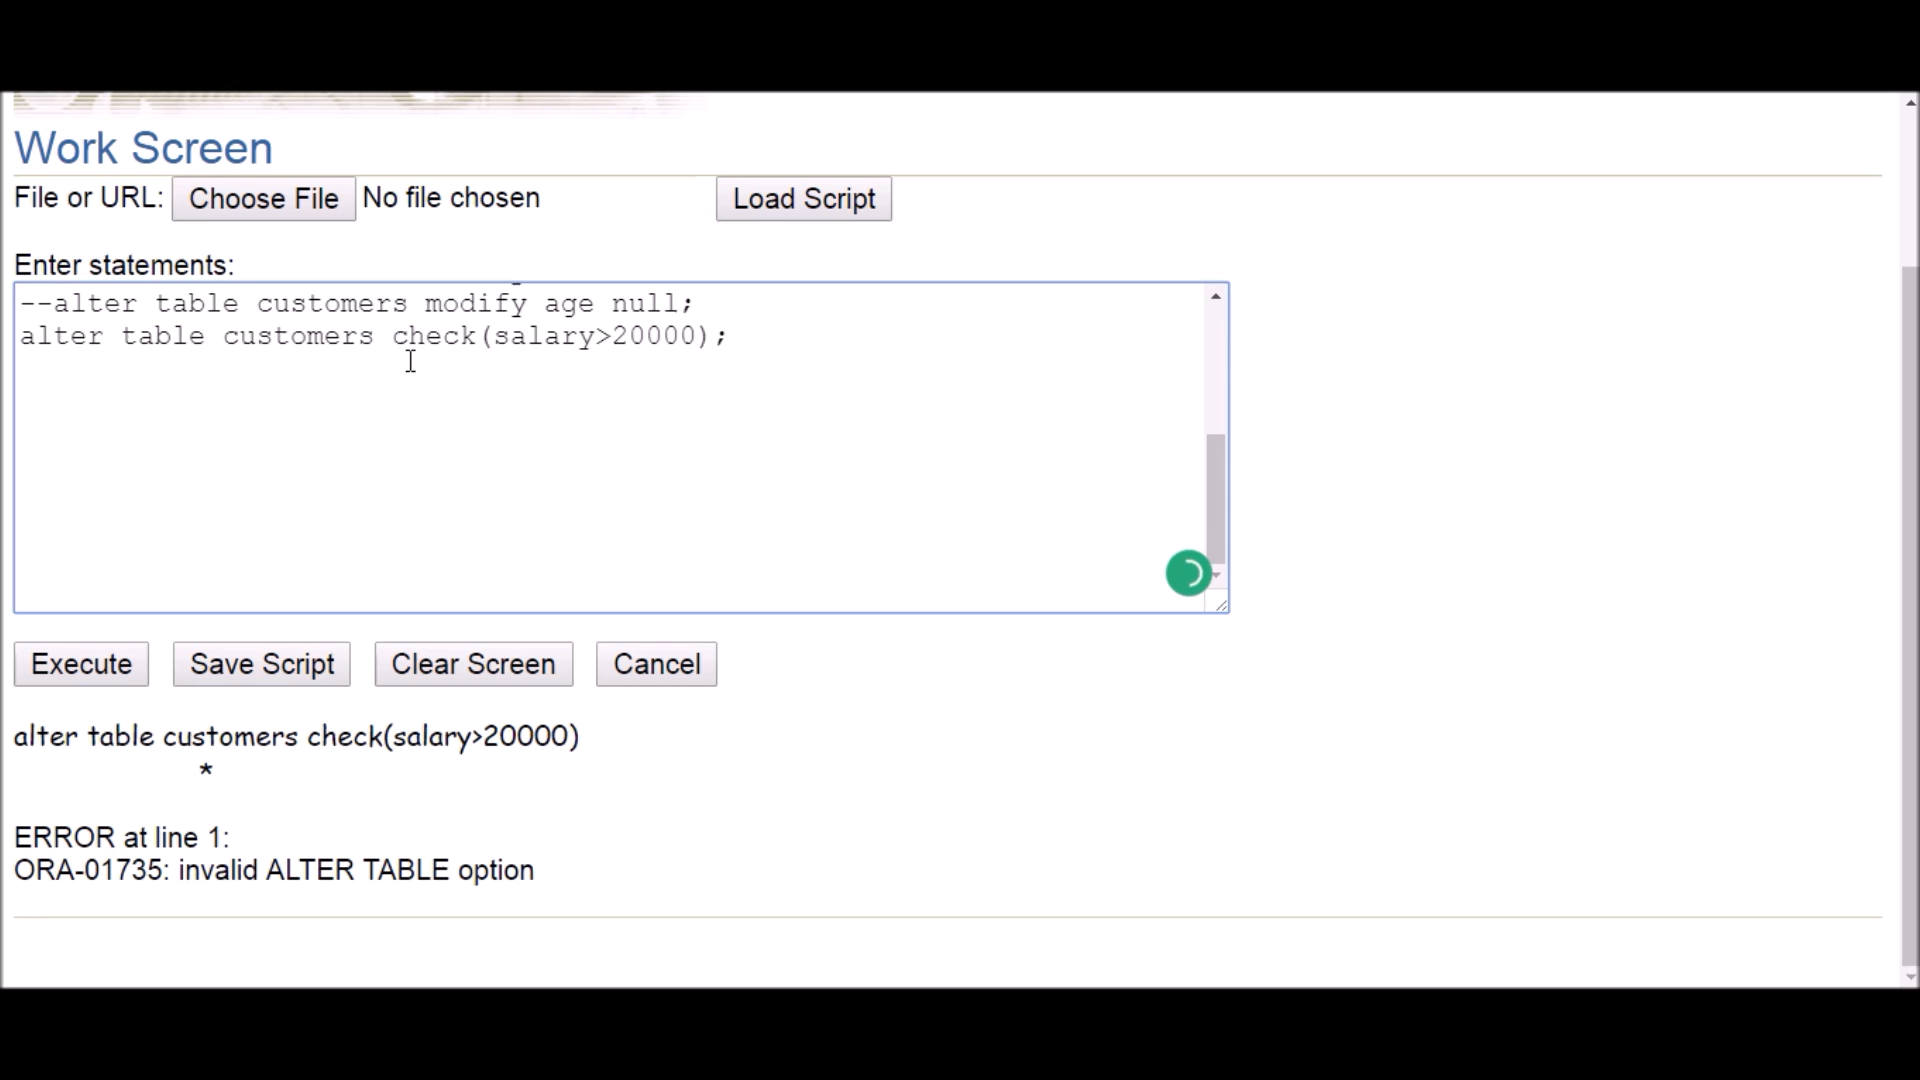 Work Screen
File or URL: Choose File No file chosen Load Script
Enter statements:
--alter table customers modify age null;
alter table customers check(salary>20000);
Execute Save Script Clear Screen Cancel
alter table customers check(salary>20000)
*
ERROR at line 1:
ORA-01735: invalid ALTER TABLE option